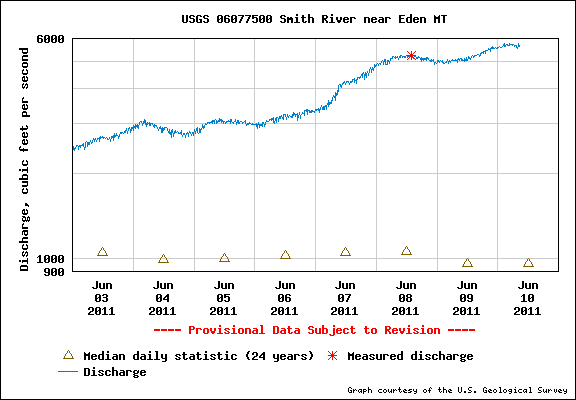 USGS 06077500 Smith River near Eden MT
Discharge, cubic feet per second
6000
1000
900
Jun Jun Jun Jun Jun Jun Jun Jun
03 04 05 06 07 08 09 10
2011 2011 2011 2011 2011 2011 2011 2011
---- Provisional Data Subject to Revision ----
Median daily statistic (24 years) Measured discharge
Discharge
Graph courtesy of the U.S. Geological Survey